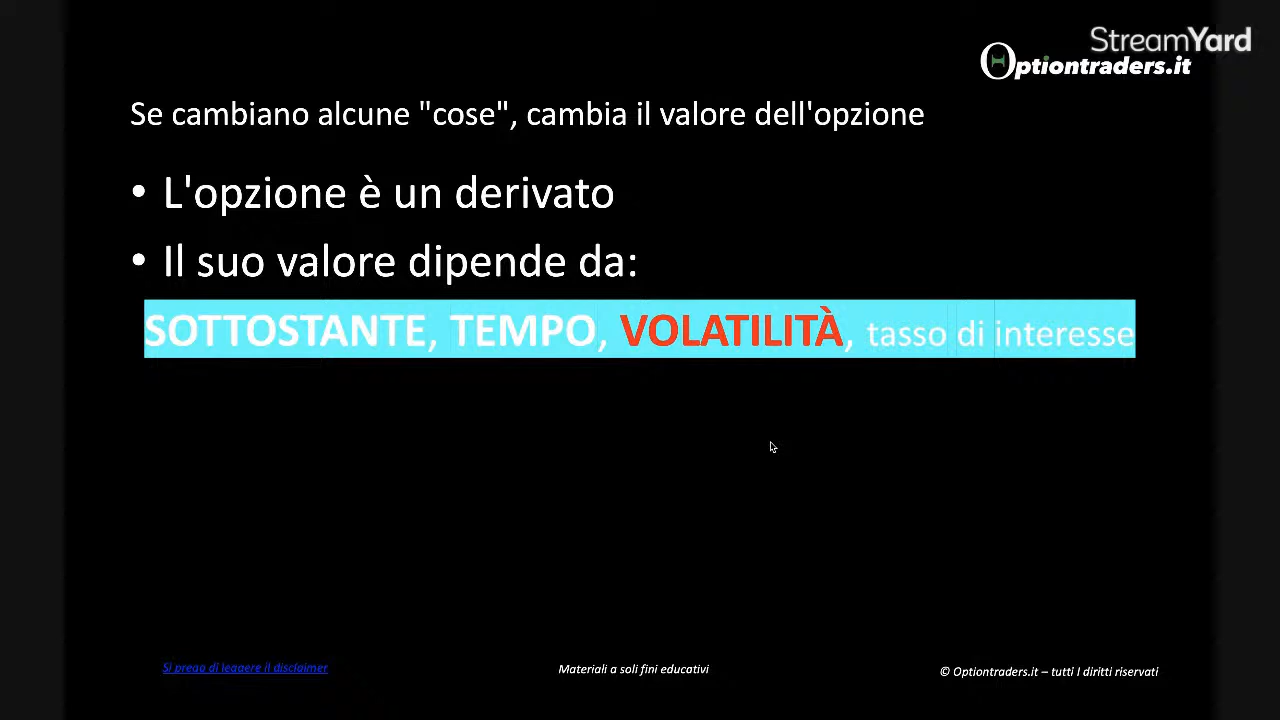 StreamYard
Optiontraders.it
Se cambiano alcune "cose", cambia il valore dell'opzione
• L'opzione è un derivato
• Il suo valore dipende da:
SOTTOSTANTE, TEMPO, VOLATILITÀ, tasso di interesse
Si prega di leggere il disclaimer
Materiali a soli fini educativi
© Optiontraders.it – tutti I diritti riservati